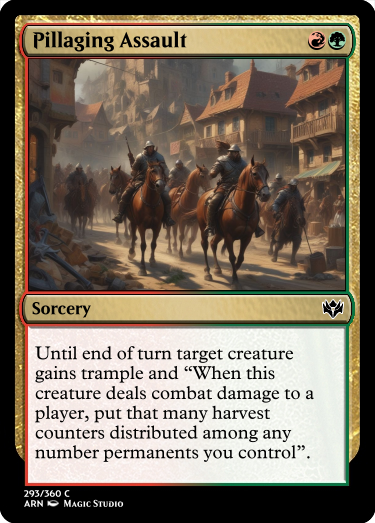 Pillaging Assault
Sorcery
Until end of turn target creature
gains trample and “When this
creature deals combat damage to a
player, put that many harvest
counters distributed among any
number permanents you control”.
293/360 C
ARN Magic Studio